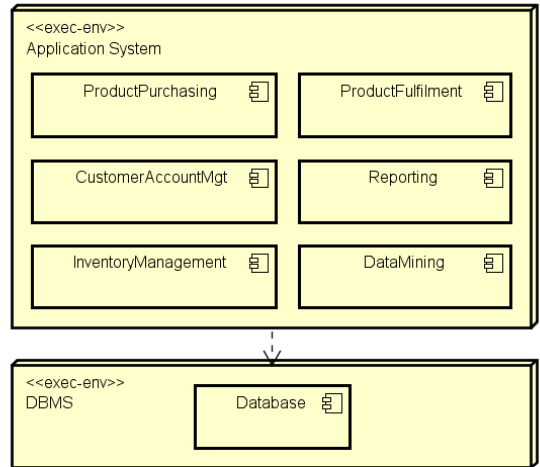 <<exec-env>>
Application System
ProductPurchasing
ProductFulfilment
CustomerAccountMgt
Reporting
InventoryManagement
DataMining
<<exec-env>>
DBMS
Database